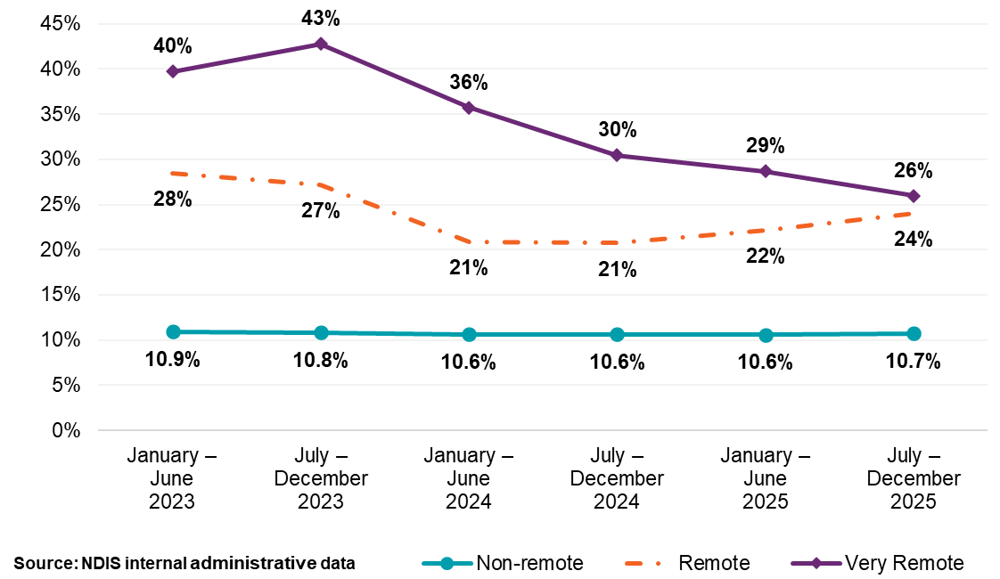 45%
40%
35%
30%
25%
20%
15%
10%
5%
0%
40%
43%
36%
30%
29%
26%
28%
27%
21%
21%
22%
24%
10.9%
10.8%
10.6%
10.6%
10.6%
10.7%
January –
June
2023
July –
December
2023
January –
June
2024
July –
December
2024
January –
June
2025
July –
December
2025
Source: NDIS internal administrative data
Non-remote
Remote
Very Remote